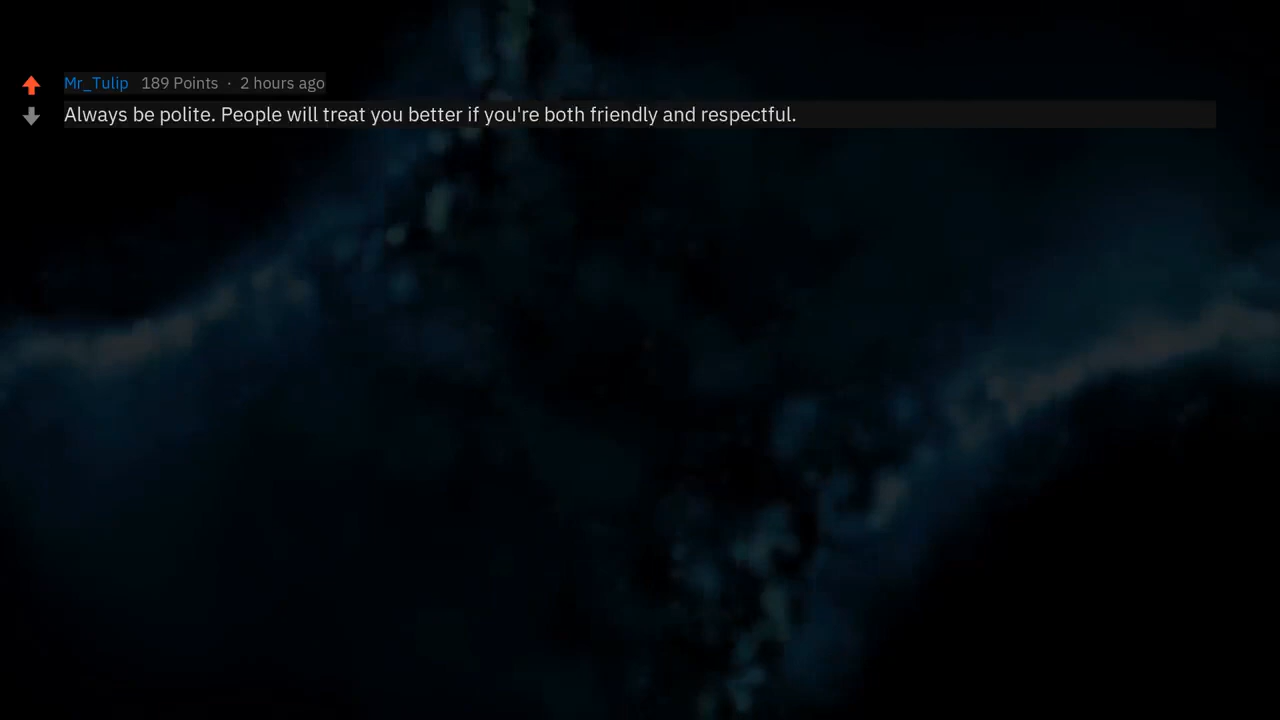 Mr_Tulip 189 Points · 2 hours ago
Always be polite. People will treat you better if you're both friendly and respectful.